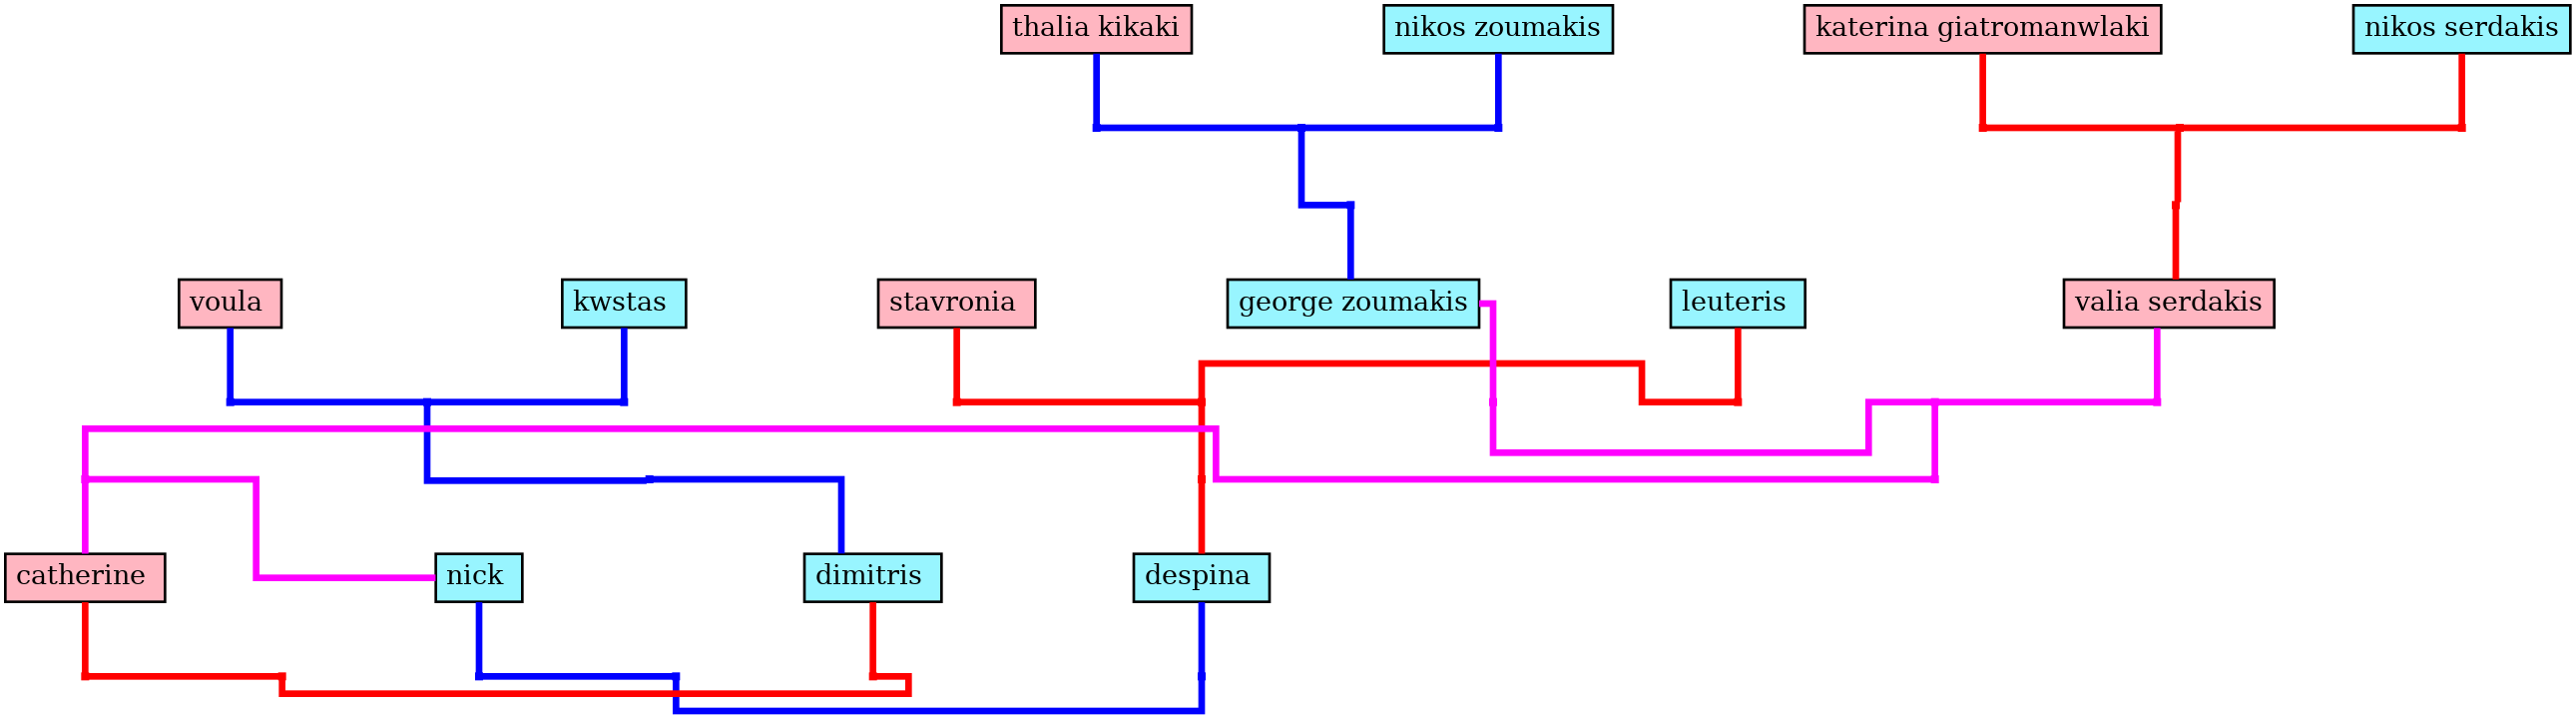 thalia kikaki
nikos zoumakis
katerina giatromanwlaki
nikos serdakis
voula
kwstas
stavronia
george zoumakis
leuteris
valia serdakis
catherine
nick
dimitris
despina